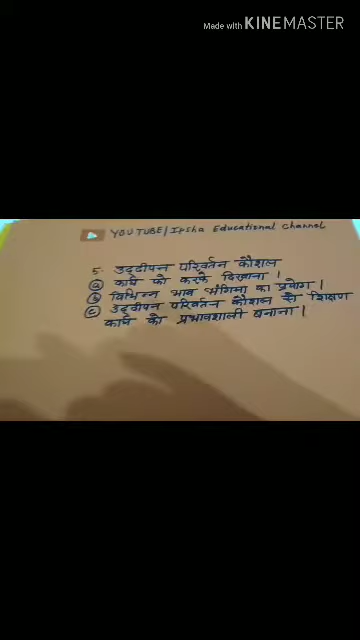 Made with KINEMASTER
YOUTUBE/Ipsha Educational Channel
5. उद्दीपन परिवर्तन कौशल
a कार्य को करके दिखाना ।
b विभिन्न भाव भंगिमा का प्रयोग ।
c उद्दीपन परिवर्तन कौशल से शिक्षण
कार्य को प्रभावशाली बनाना ।